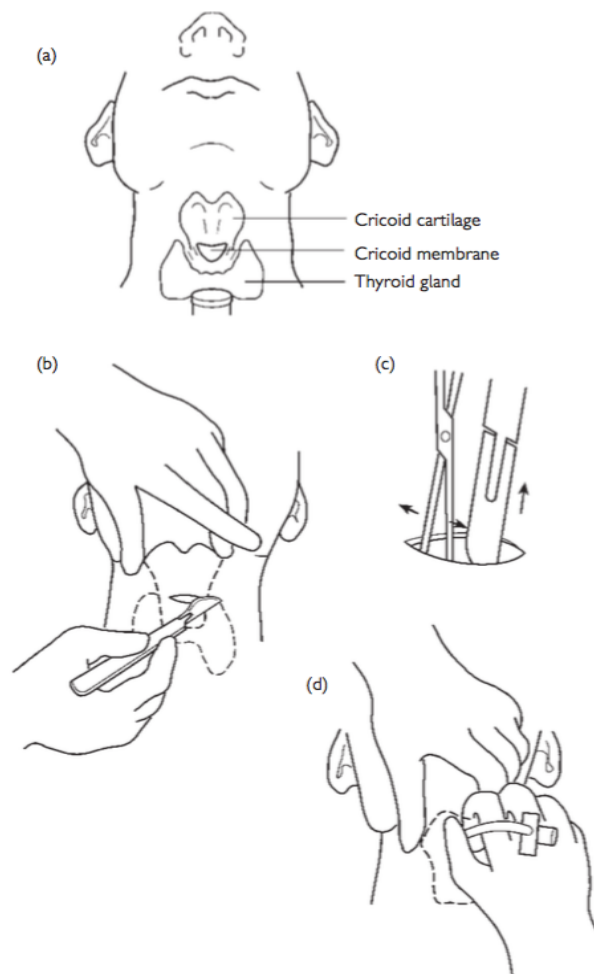 (a)
Cricoid cartilage
Cricoid membrane
Thyroid gland
(b)
(c)
(d)